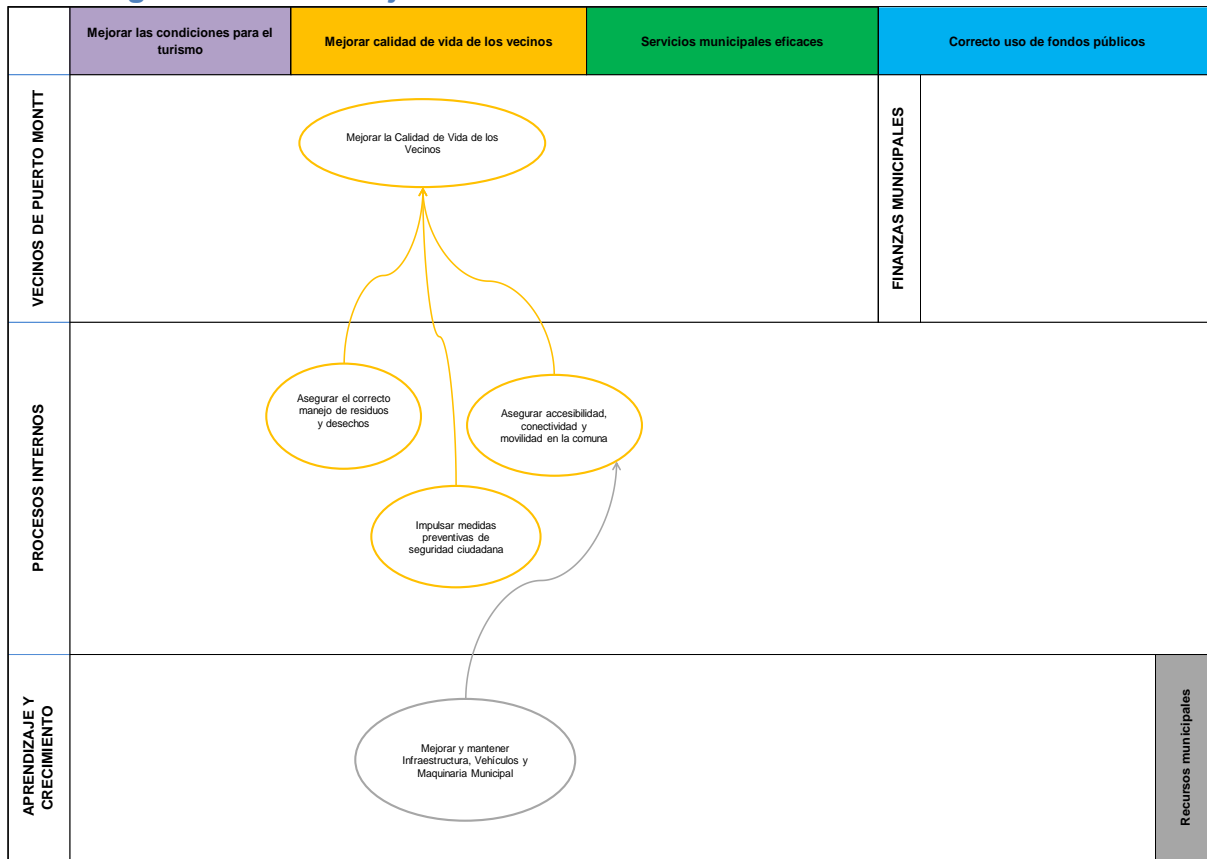 Mejorar las condiciones para el
turismo
Mejorar calidad de vida de los vecinos
Servicios municipales eficaces
Correcto uso de fondos públicos
VECINOS DE PUERTO MONTT
Mejorar la Calidad de Vida de los
Vecinos
FINANZAS MUNICIPALES
PROCESOS INTERNOS
Asegurar el correcto
manejo de residuos
y desechos
Asegurar accesibilidad,
conectividad y
movilidad en la comuna
Impulsar medidas
preventivas de
seguridad ciudadana
APRENDIZAJE Y
CRECIMIENTO
Mejorar y mantener
Infraestructura, Vehículos y
Maquinaria Municipal
Recursos municipales